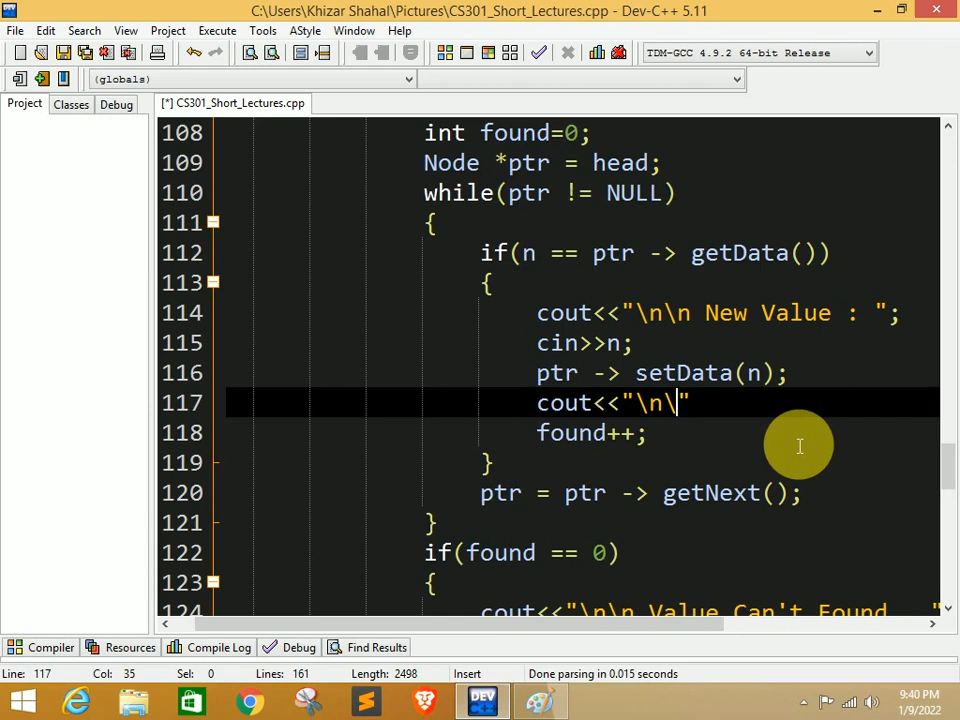 C:\Users\Khizar Shahal\Pictures\CS301_Short_Lectures.cpp - Dev-C++ 5.11
File Edit Search View Project Execute Tools AStyle Window Help
TDM-GCC 4.9.2 64-bit Release
(globals)
Project Classes Debug [*] CS301_Short_Lectures.cpp
108 int found=0;
109 Node *ptr = head;
110 while(ptr != NULL)
111 {
112 if(n == ptr -> getData())
113 {
114 cout<<"\n\n New Value : ";
115 cin>>n;
116 ptr -> setData(n);
117 cout<<"\n\"
118 found++;
119 }
120 ptr = ptr -> getNext();
121 }
122 if(found == 0)
123 {
124 cout<<"\n\n Value Can't Found "
Compiler Resources Compile Log Debug Find Results
Line: 117 Col: 35 Sel: 0 Lines: 161 Length: 2498 Insert Done parsing in 0.015 seconds
DEV
9:40 PM
1/9/2022